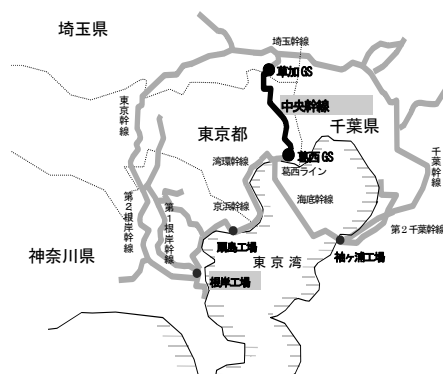 埼玉県
埼玉幹線
草加GS
中央幹線
東京幹線
東京都
千葉県
葛西GS
葛西ライン
湾環幹線
千葉幹線
海底幹線
京浜幹線
第1根岸幹線
第2根岸幹線
第2千葉幹線
扇島工場
神奈川県
東京湾
袖ヶ浦工場
根岸工場